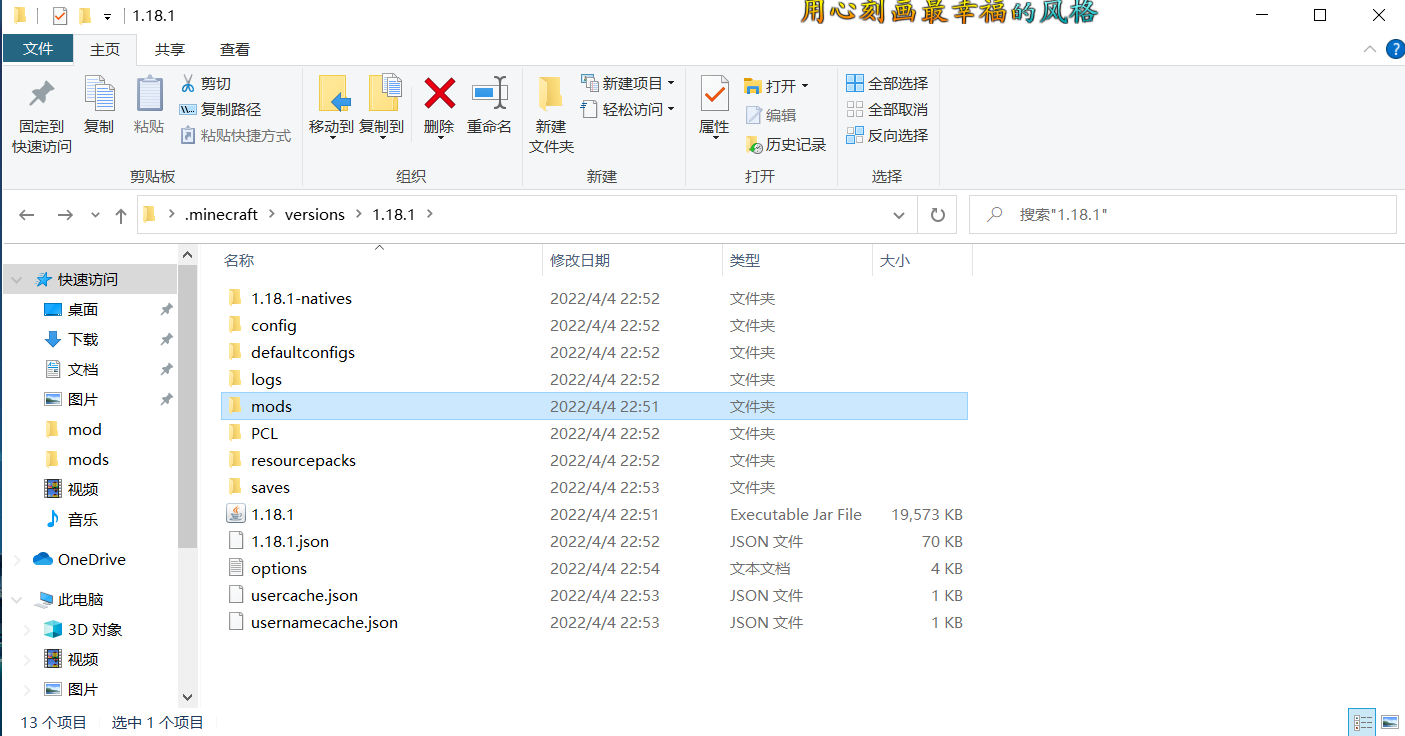 1.18.1
用心刻画最幸福的风格
文件 主页 共享 查看
固定到快速访问
复制
粘贴
剪切
复制路径
粘贴快捷方式
剪贴板
移动到
复制到
删除
重命名
组织
新建文件夹
新建项目
轻松访问
新建
属性
打开
编辑
历史记录
打开
全部选择
全部取消
反向选择
选择
.minecraft versions 1.18.1
搜索"1.18.1"
快速访问
桌面
下载
文档
图片
mod
mods
视频
音乐
OneDrive
此电脑
3D 对象
视频
图片
名称 修改日期 类型 大小
1.18.1-natives 2022/4/4 22:52 文件夹
config 2022/4/4 22:52 文件夹
defaultconfigs 2022/4/4 22:52 文件夹
logs 2022/4/4 22:52 文件夹
mods 2022/4/4 22:51 文件夹
PCL 2022/4/4 22:52 文件夹
resourcepacks 2022/4/4 22:52 文件夹
saves 2022/4/4 22:53 文件夹
1.18.1 2022/4/4 22:51 Executable Jar File 19,573 KB
1.18.1.json 2022/4/4 22:52 JSON 文件 70 KB
options 2022/4/4 22:54 文本文档 4 KB
usercache.json 2022/4/4 22:53 JSON 文件 1 KB
usernamecache.json 2022/4/4 22:53 JSON 文件 1 KB
13 个项目 选中 1 个项目